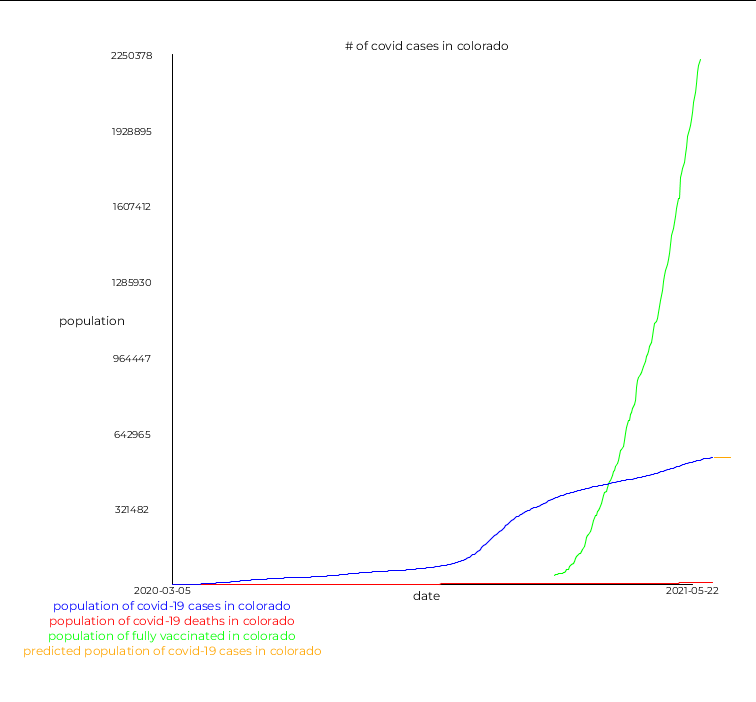 # of covid cases in colorado
2250378
1928895
1607412
1285930
population
964447
642965
321482
2020-03-05
2021-05-22
date
population of covid-19 cases in colorado
population of covid-19 deaths in colorado
population of fully vaccinated in colorado
predicted population of covid-19 cases in colorado